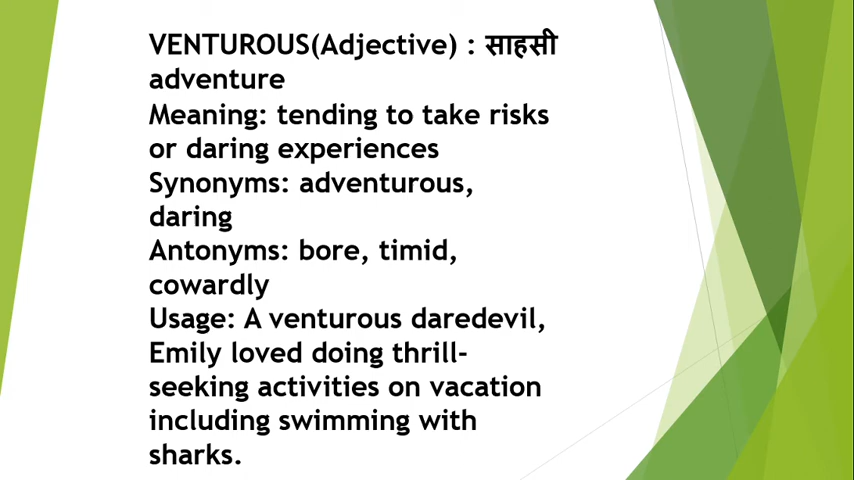 VENTUROUS(Adjective) : साहसी
adventure
Meaning: tending to take risks
or daring experiences
Synonyms: adventurous,
daring
Antonyms: bore, timid,
cowardly
Usage: A venturous daredevil,
Emily loved doing thrill-
seeking activities on vacation
including swimming with
sharks.